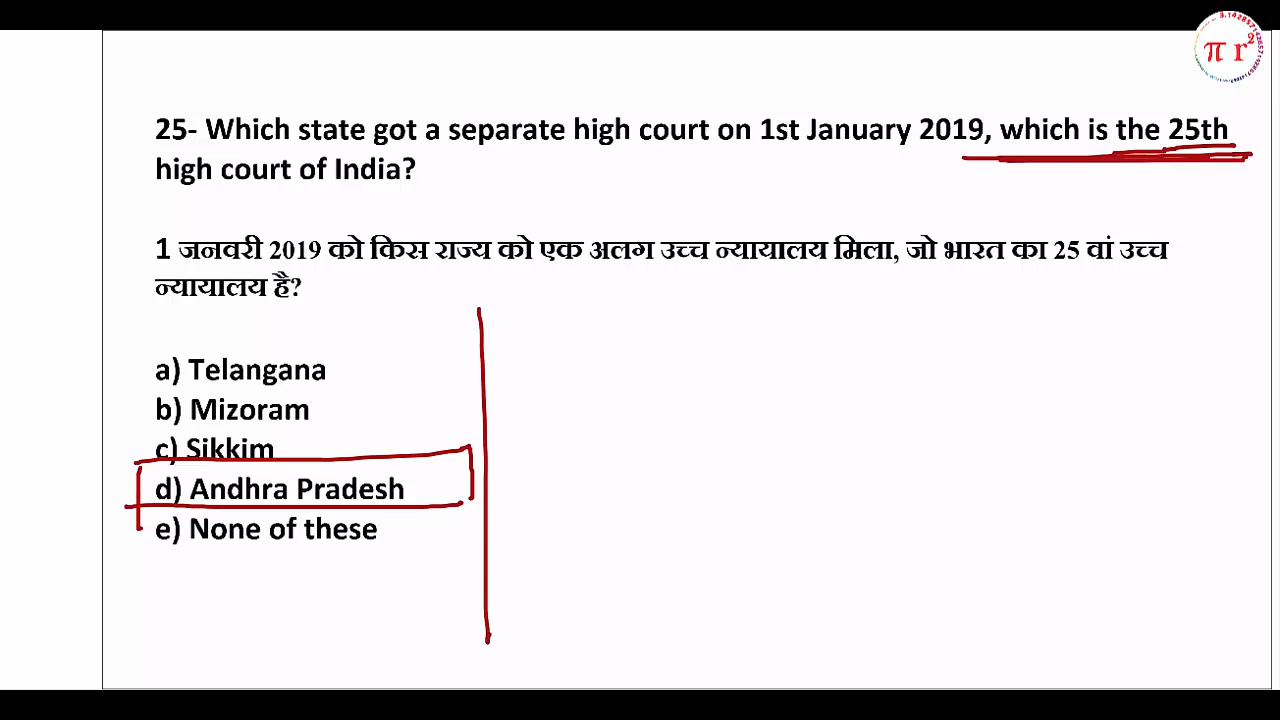 π r²
25- Which state got a separate high court on 1st January 2019, which is the 25th
high court of India?
1 जनवरी 2019 को किस राज्य को एक अलग उच्च न्यायालय मिला, जो भारत का 25 वां उच्च
न्यायालय है?
a) Telangana
b) Mizoram
c) Sikkim
d) Andhra Pradesh
e) None of these